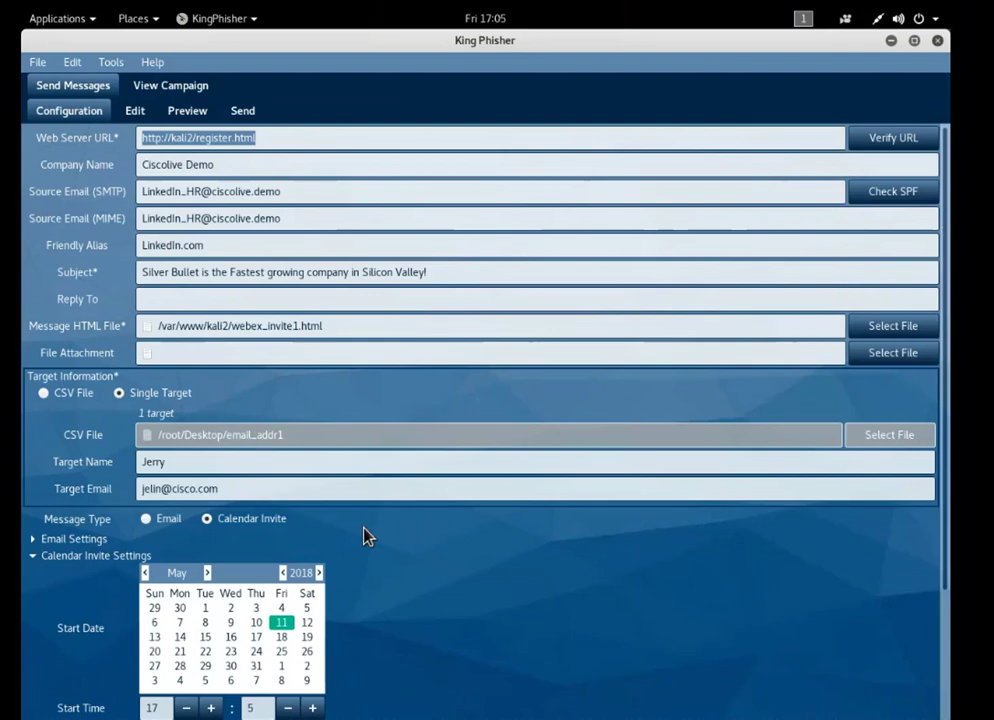 Applications Places KingPhisher Fri 17:05 1
King Phisher
File Edit Tools Help
Send Messages View Campaign
Configuration Edit Preview Send
Web Server URL* http://kali2/register.html Verify URL
Company Name Ciscolive Demo
Source Email (SMTP) LinkedIn_HR@ciscolive.demo Check SPF
Source Email (MIME) LinkedIn_HR@ciscolive.demo
Friendly Alias LinkedIn.com
Subject* Silver Bullet is the Fastest growing company in Silicon Valley!
Reply To
Message HTML File* /var/www/kali2/webex_invite1.html Select File
File Attachment Select File
Target Information*
CSV File Single Target
1 target
CSV File /root/Desktop/email_addr1 Select File
Target Name Jerry
Target Email jelin@cisco.com
Message Type Email Calendar Invite
Email Settings
Calendar Invite Settings
< May > < 2018 >
Sun Mon Tue Wed Thu Fri Sat
29 30 1 2 3 4 5
6 7 8 9 10 11 12
Start Date
13 14 15 16 17 18 19
20 21 22 23 24 25 26
27 28 29 30 31 1 2
3 4 5 6 7 8 9
Start Time 17 − + : 5 − +